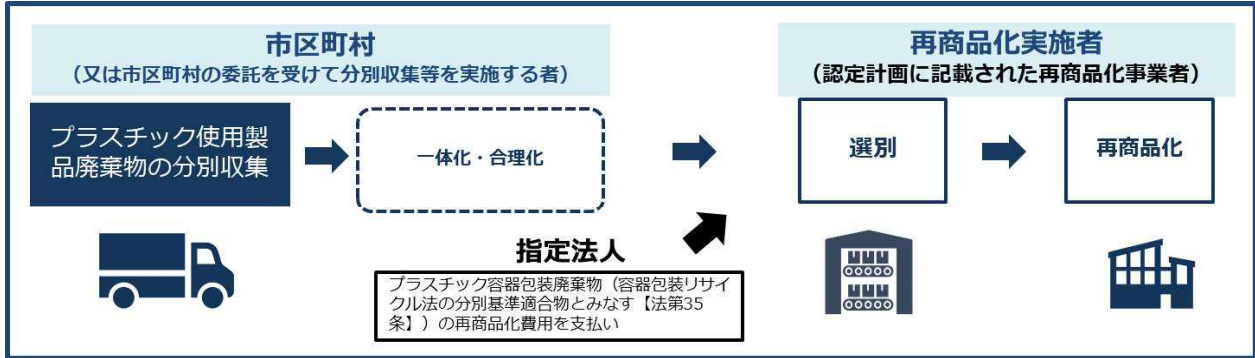 市区町村
（又は市区町村の委託を受けて分別収集等を実施する者）
再商品化実施者
（認定計画に記載された再商品化事業者）
プラスチック使用製
品廃棄物の分別収集
一体化・合理化
選別
再商品化
指定法人
プラスチック容器包装廃棄物（容器包装リサイ
クル法の分別基準適合物とみなす【法第35
条】）の再商品化費用を支払い